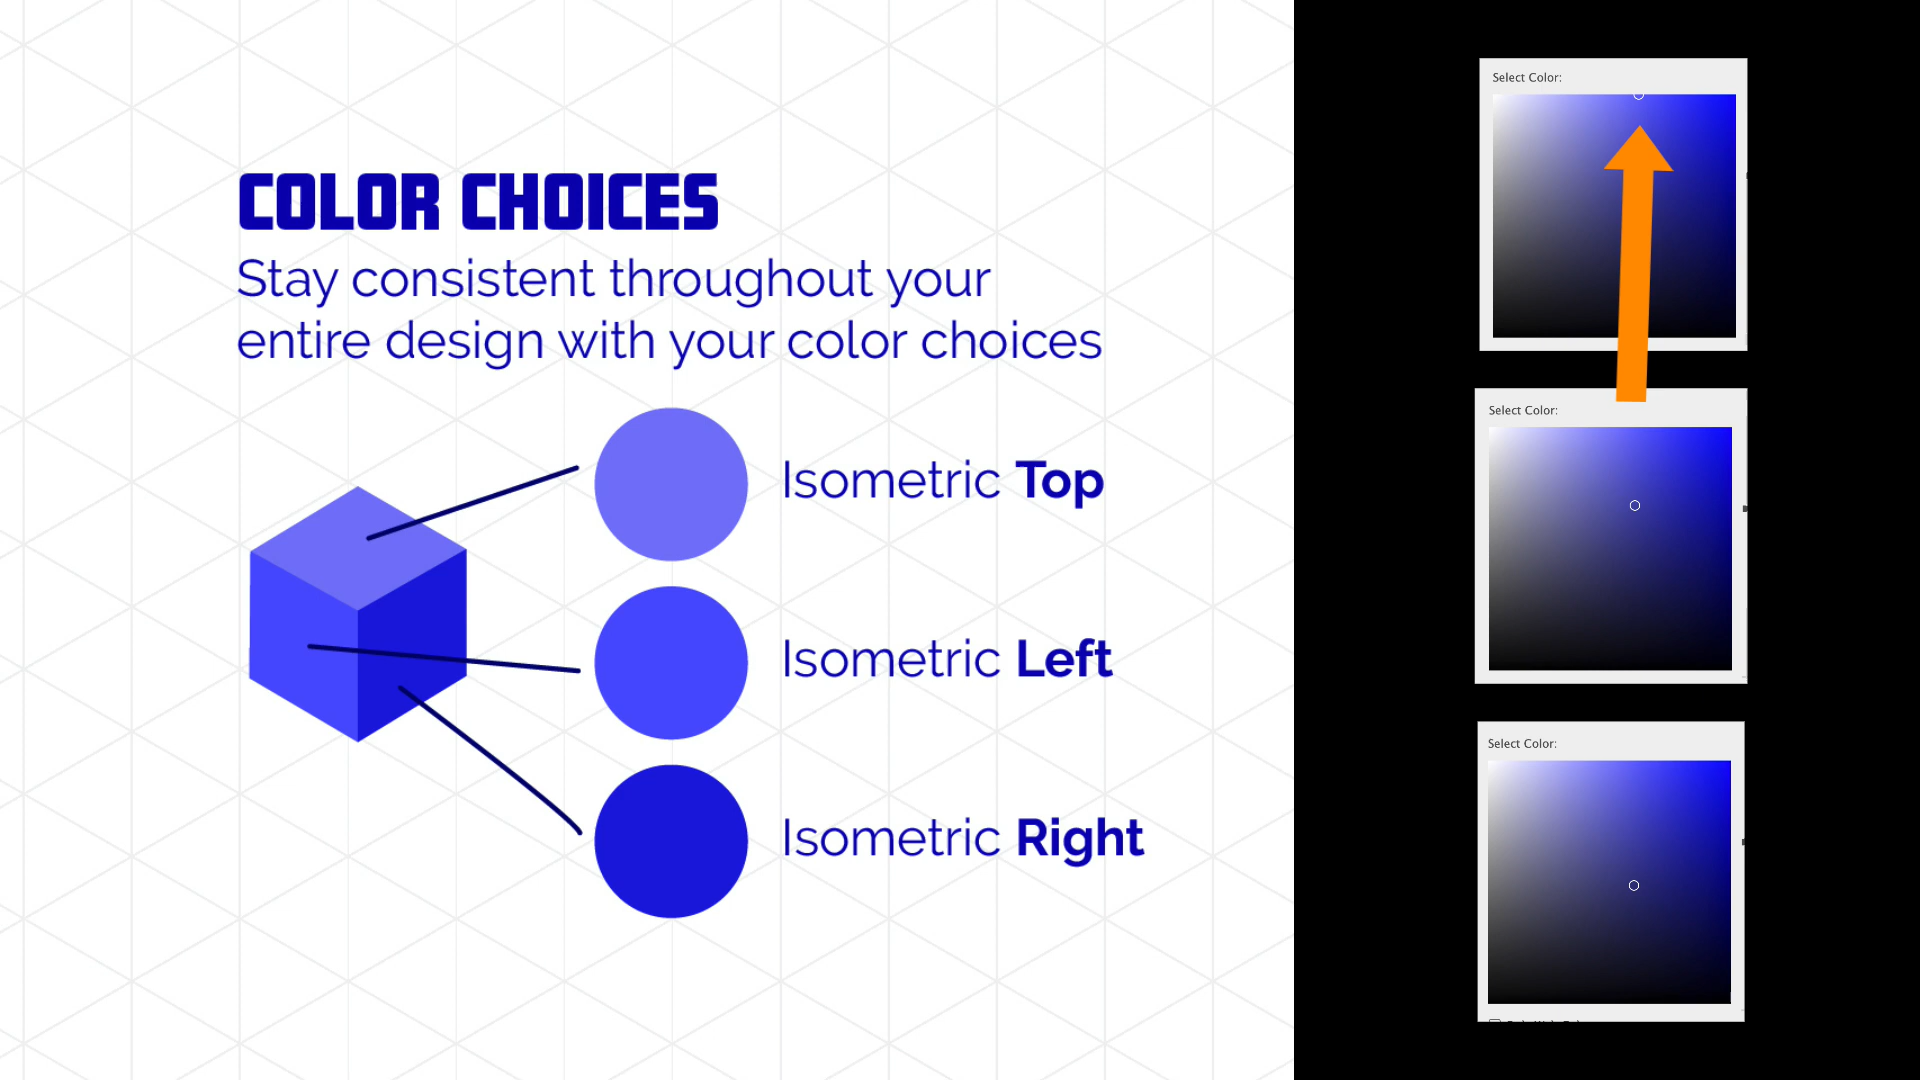 COLOR CHOICES
Stay consistent throughout your
entire design with your color choices
Isometric Top
Isometric Left
Isometric Right
Select Color:
Select Color:
Select Color: